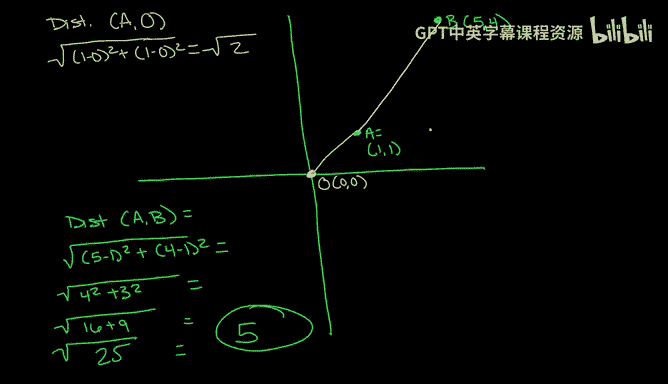 Dist. (A,O)
√(1-0)²+(1-0)² = √2
B (5,4)
GPT中英字幕课程资源 bilibili
A=
(1,1)
O(0,0)
Dist (A,B) =
√(5-1)²+(4-1)² =
√4²+3² =
√16+9 =
√25 =
5